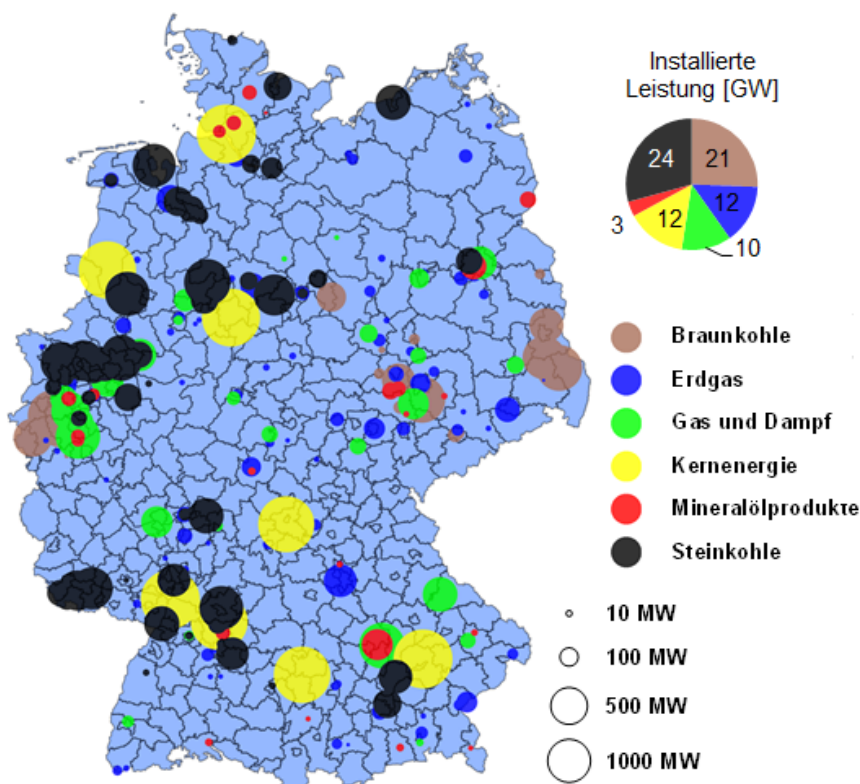 Installierte
Leistung [GW]
24
21
12
12
3
10
Braunkohle
Erdgas
Gas und Dampf
Kernenergie
Mineralölprodukte
Steinkohle
10 MW
100 MW
500 MW
1000 MW